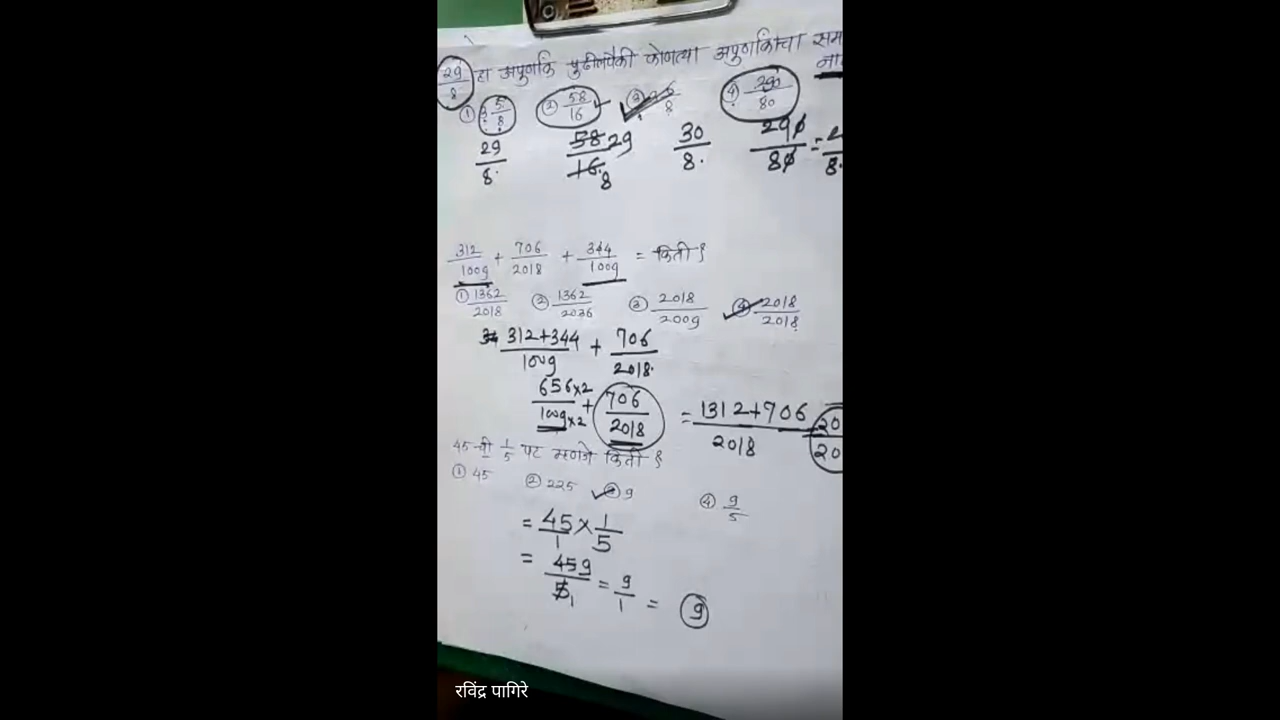 29/8 हा अपुर्णांक पुढीलपैकी कोणत्या अपुर्णांकाचा सम
① 3 5/8 ② 58/16 ③ /8 ④ 290/80
29/8 58/16 29/8 30/8 290/80 =
312/1009 + 706/2018 + 344/1009 = किती ?
① 1362/2018 ② 1362/2036 ③ 2018/2009 ④ 2018/2018
312+344/1009 + 706/2018
656×2/1009×2 + 706/2018 = 1312+706/2018
45 ची 1/5 पट म्हणजे किती ?
① 45 ② 225 ③ 9 ④ 9/5
= 45/1 × 1/5
= 45 9/5 1 = 9/1 = 9
रविंद्र पागिरे